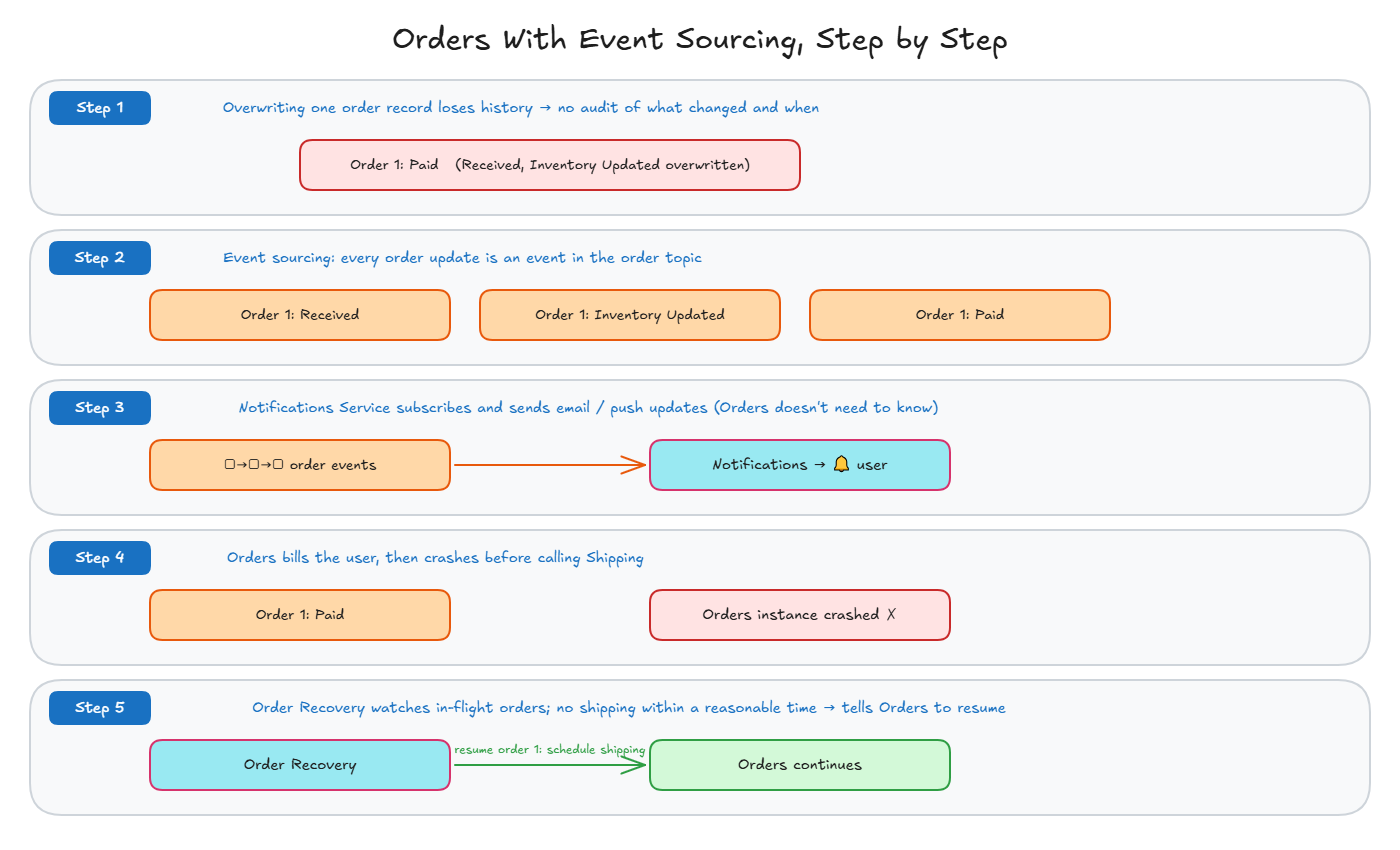 Orders With Event Sourcing, Step by Step
Step 1
Overwriting one order record loses history → no audit of what changed and when
Order 1: Paid (Received, Inventory Updated overwritten)
Step 2
Event sourcing: every order update is an event in the order topic
Order 1: Received
Order 1: Inventory Updated
Order 1: Paid
Step 3
Notifications Service subscribes and sends email / push updates (Orders doesn't need to know)
▢→▢→▢ order events
Notifications → 🔔 user
Step 4
Orders bills the user, then crashes before calling Shipping
Order 1: Paid
Orders instance crashed ✗
Step 5
Order Recovery watches in-flight orders; no shipping within a reasonable time → tells Orders to resume
Order Recovery
resume order 1: schedule shipping
Orders continues